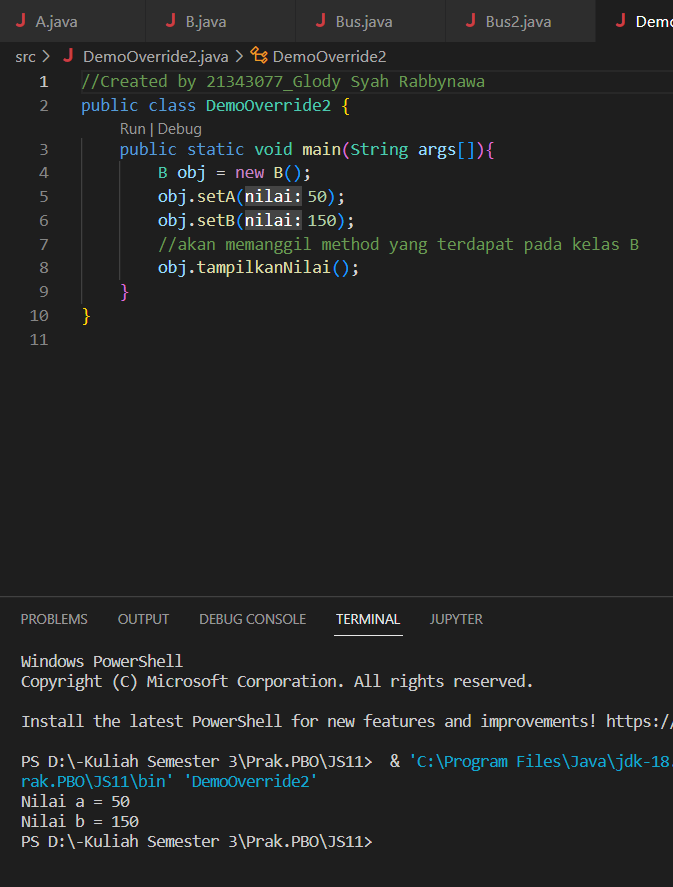 A.java B.java Bus.java Bus2.java Demo
src > DemoOverride2.java > DemoOverride2
1 //Created by 21343077_Glody Syah Rabbynawa
2 public class DemoOverride2 {
Run | Debug
3 public static void main(String args[]){
4 B obj = new B();
5 obj.setA(nilai: 50);
6 obj.setB(nilai: 150);
7 //akan memanggil method yang terdapat pada kelas B
8 obj.tampilkanNilai();
9 }
10 }
11
PROBLEMS OUTPUT DEBUG CONSOLE TERMINAL JUPYTER
Windows PowerShell
Copyright (C) Microsoft Corporation. All rights reserved.
Install the latest PowerShell for new features and improvements! https:/
PS D:\-Kuliah Semester 3\Prak.PBO\JS11> & 'C:\Program Files\Java\jdk-18.
rak.PBO\JS11\bin' 'DemoOverride2'
Nilai a = 50
Nilai b = 150
PS D:\-Kuliah Semester 3\Prak.PBO\JS11>